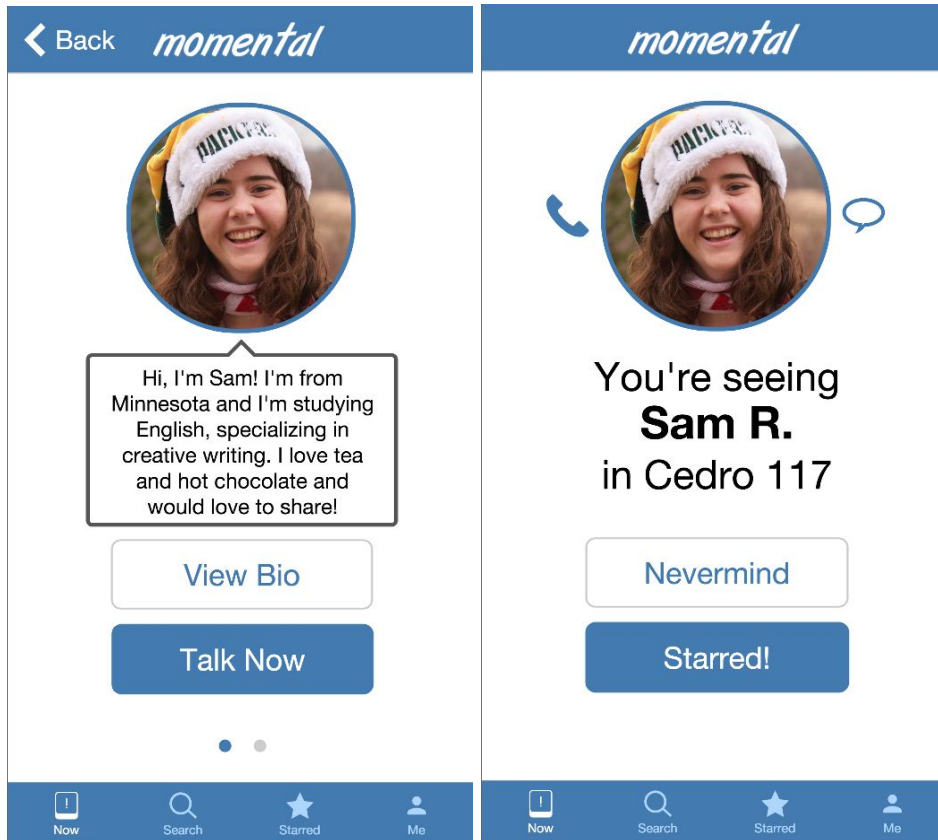 Back momental
PACKERS
Hi, I'm Sam! I'm from
Minnesota and I'm studying
English, specializing in
creative writing. I love tea
and hot chocolate and
would love to share!
View Bio
Talk Now
!
Now Search Starred Me
momental
PACKERS
You're seeing
Sam R.
in Cedro 117
Nevermind
Starred!
!
Now Search Starred Me